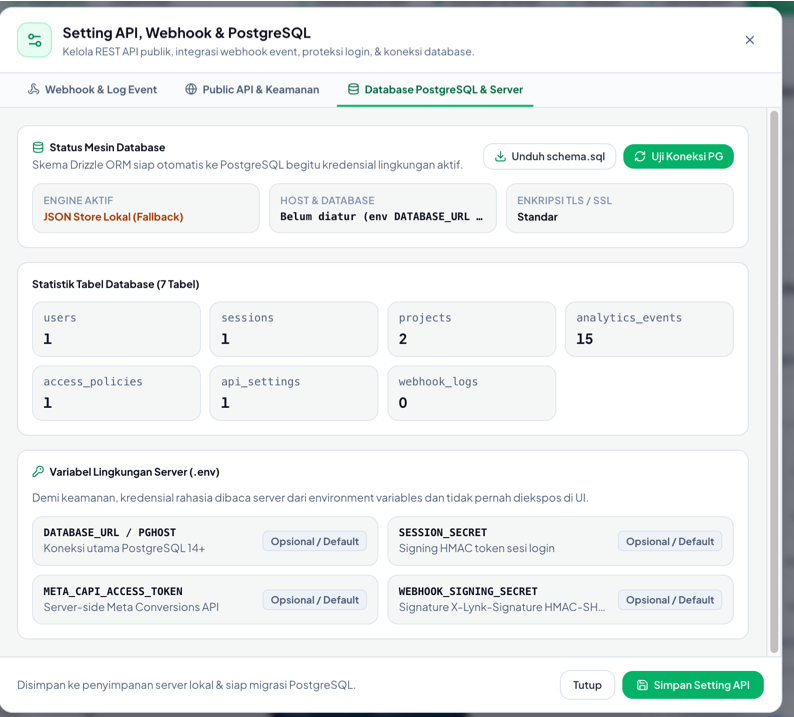 Setting API, Webhook & PostgreSQL
Kelola REST API publik, integrasi webhook event, proteksi login, & koneksi database.
Webhook & Log Event
Public API & Keamanan
Database PostgreSQL & Server
Status Mesin Database
Skema Drizzle ORM siap otomatis ke PostgreSQL begitu kredensial lingkungan aktif.
Unduh schema.sql
Uji Koneksi PG
ENGINE AKTIF
JSON Store Lokal (Fallback)
HOST & DATABASE
Belum diatur (env DATABASE_URL …
ENKRIPSI TLS / SSL
Standar
Statistik Tabel Database (7 Tabel)
users
1
sessions
1
projects
2
analytics_events
15
access_policies
1
api_settings
1
webhook_logs
0
Variabel Lingkungan Server (.env)
Demi keamanan, kredensial rahasia dibaca server dari environment variables dan tidak pernah diekspos di UI.
DATABASE_URL / PGHOST
Koneksi utama PostgreSQL 14+
Opsional / Default
SESSION_SECRET
Signing HMAC token sesi login
Opsional / Default
META_CAPI_ACCESS_TOKEN
Server-side Meta Conversions API
Opsional / Default
WEBHOOK_SIGNING_SECRET
Signature X-Lynk-Signature HMAC-SH…
Opsional / Default
Disimpan ke penyimpanan server lokal & siap migrasi PostgreSQL.
Tutup
Simpan Setting API